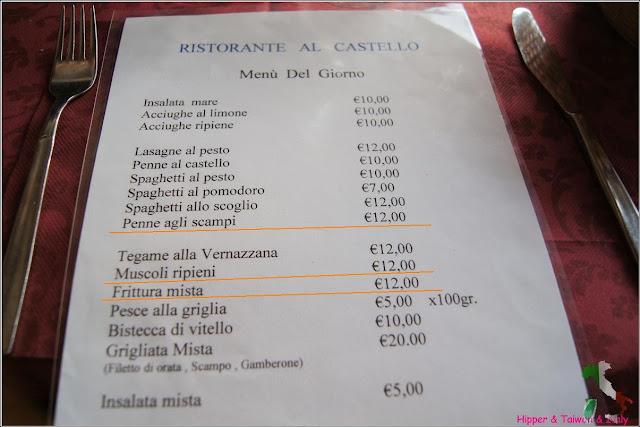 RISTORANTE AL CASTELLO
Menù Del Giorno
Insalata mare €10,00
Acciughe al limone €10,00
Acciughe ripiene €10,00
Lasagne al pesto €12,00
Penne al castello €10,00
Spaghetti al pesto €10,00
Spaghetti al pomodoro €7,00
Spaghetti allo scoglio €12,00
Penne agli scampi €12,00
Tegame alla Vernazzana €12,00
Muscoli ripieni €12,00
Frittura mista €12,00
Pesce alla griglia €5,00 x100gr.
Bistecca di vitello €10,00
Grigliata Mista €20.00
(Filetto di orata , Scampo , Gamberone)
Insalata mista €5,00
Hipper & Taiwan & Italy